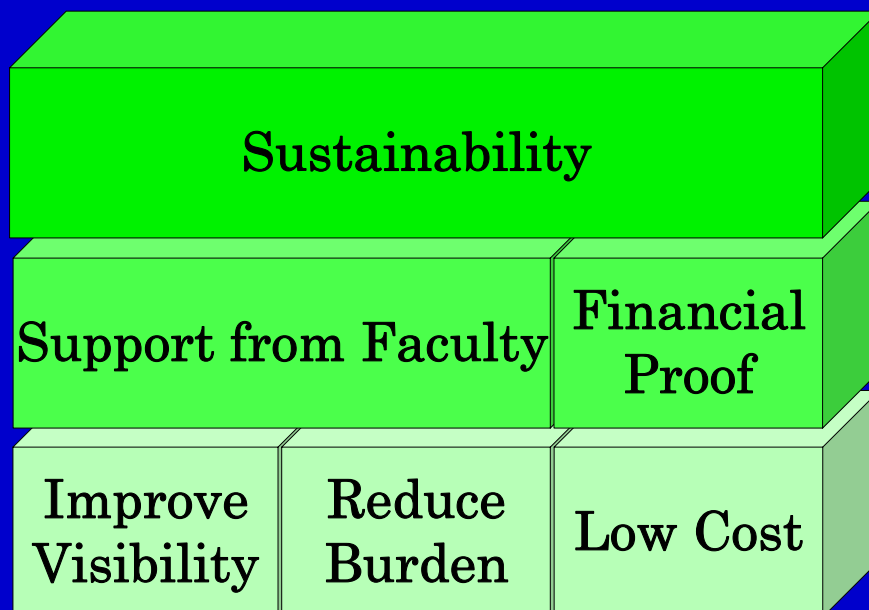 Sustainability
Support from Faculty
Financial
Proof
Improve
Visibility
Reduce
Burden
Low Cost